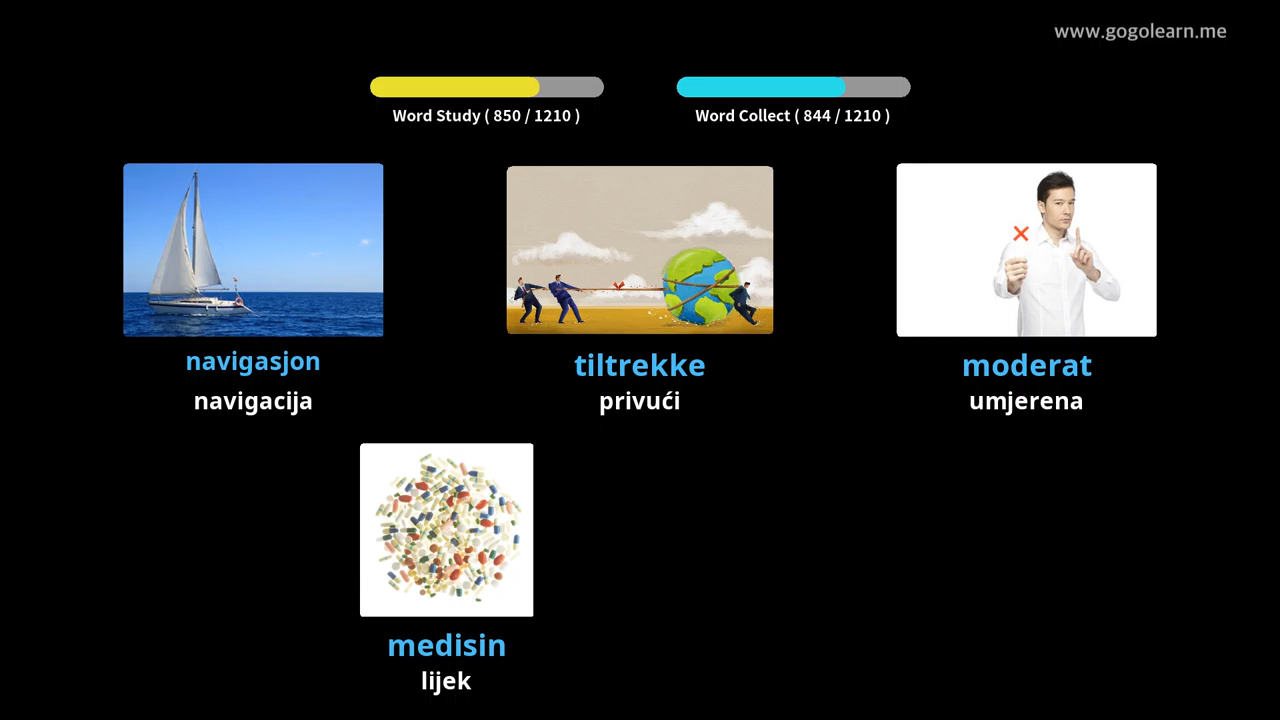 www.gogolearn.me
Word Study ( 850 / 1210 )
Word Collect ( 844 / 1210 )
navigasjon
navigacija
tiltrekke
privući
moderat
umjerena
medisin
lijek